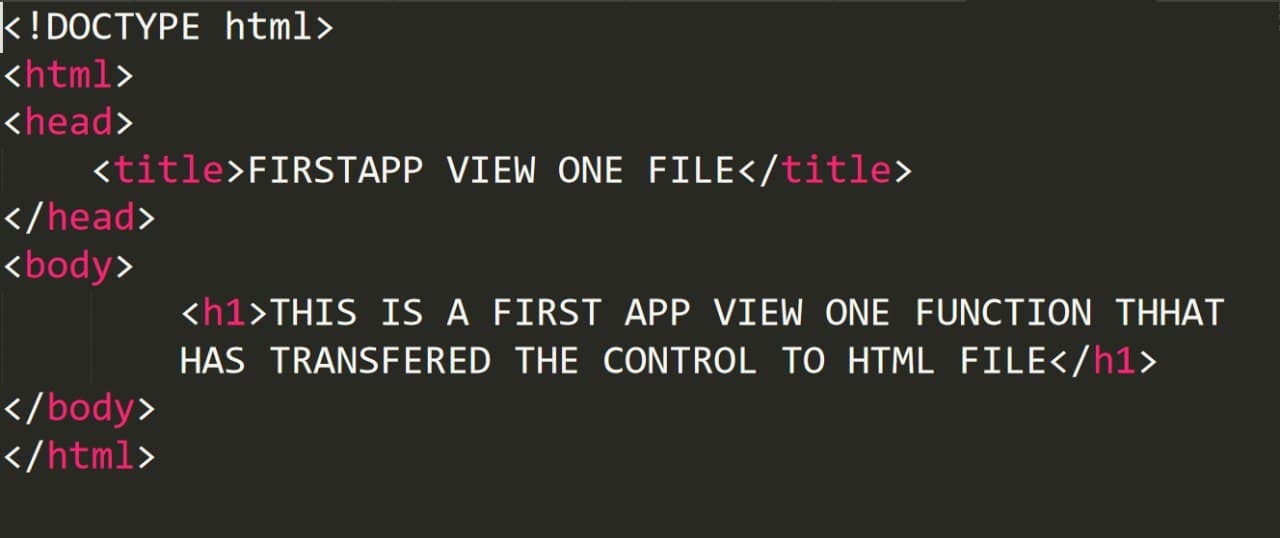 <!DOCTYPE html>
<html>
<head>
    <title>FIRSTAPP VIEW ONE FILE</title>
</head>
<body>
        <h1>THIS IS A FIRST APP VIEW ONE FUNCTION THHAT
        HAS TRANSFERED THE CONTROL TO HTML FILE</h1>
</body>
</html>